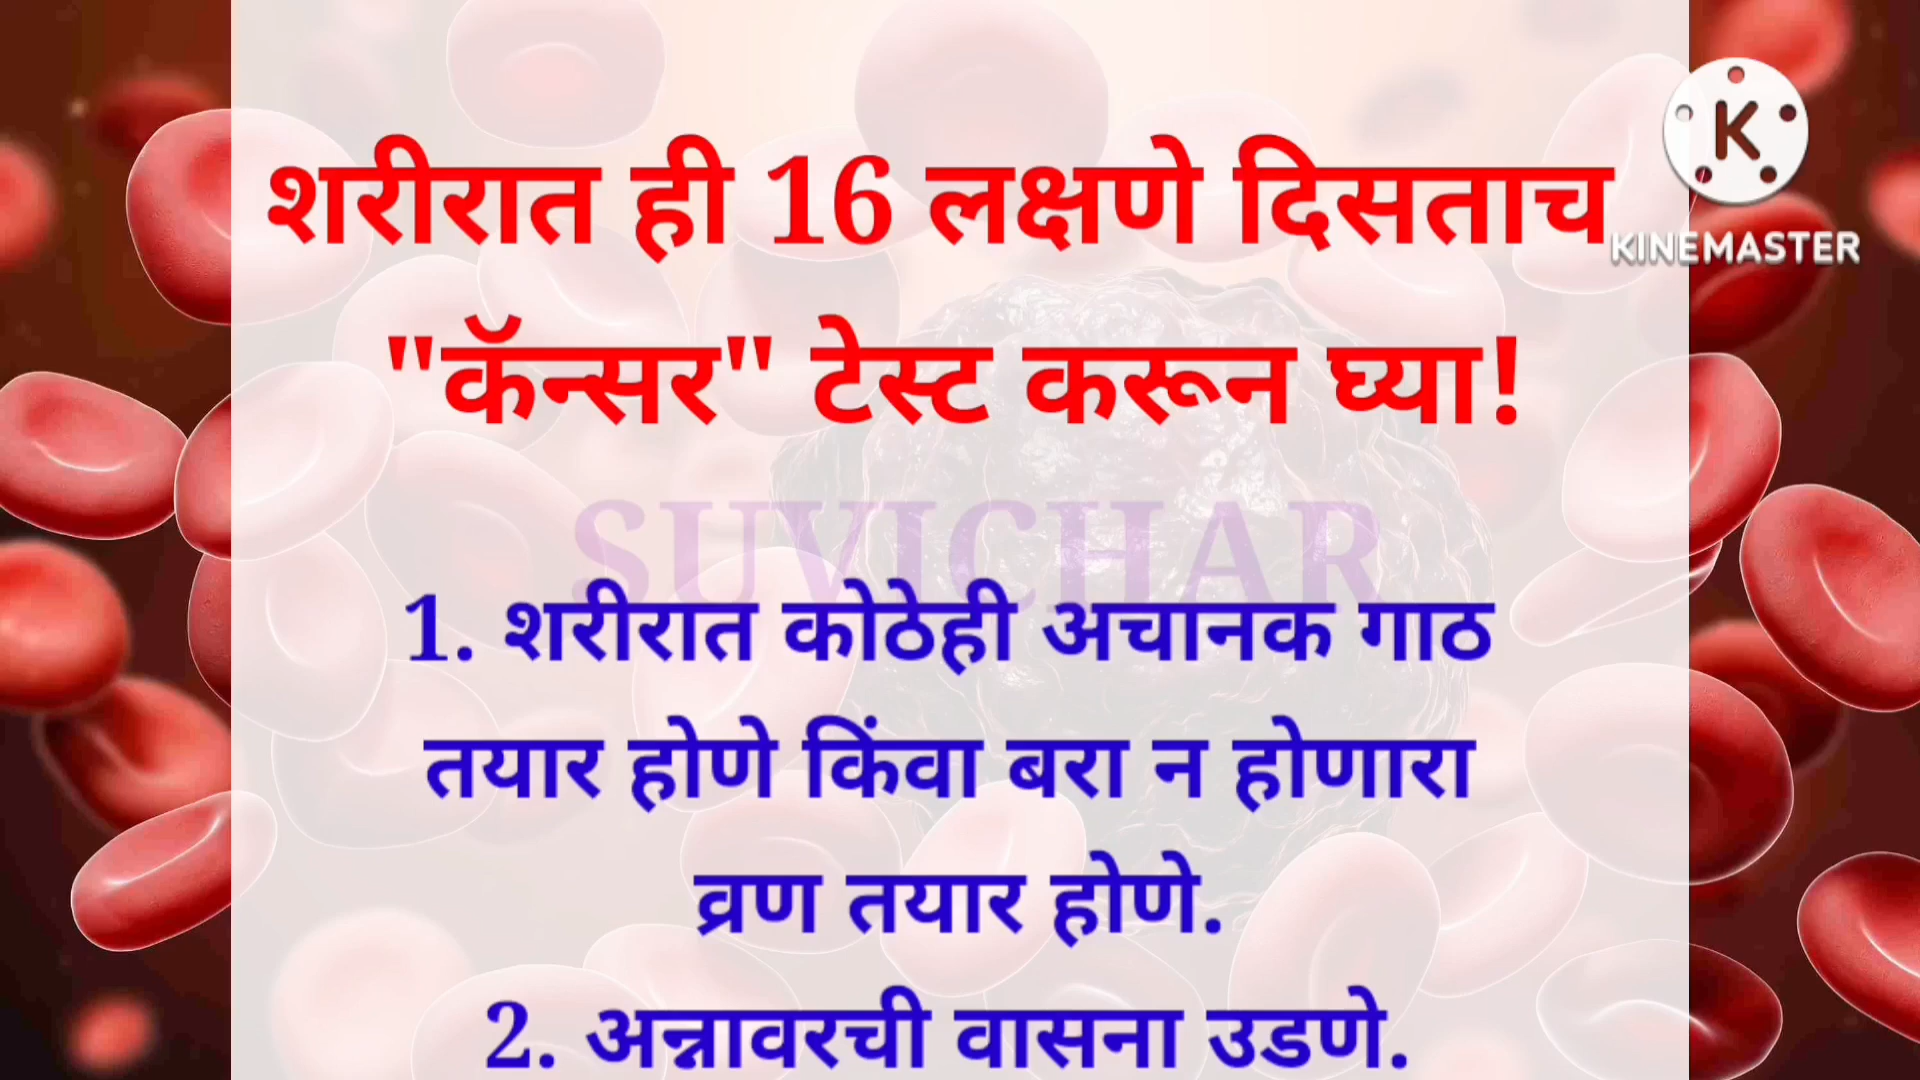 शरीरात ही 16 लक्षणे दिसताच
"कॅन्सर" टेस्ट करून घ्या!
K
KINEMASTER
SUVICHAR
1. शरीरात कोठेही अचानक गाठ
तयार होणे किंवा बरा न होणारा
व्रण तयार होणे.
2. अन्नावरची वासना उडणे.